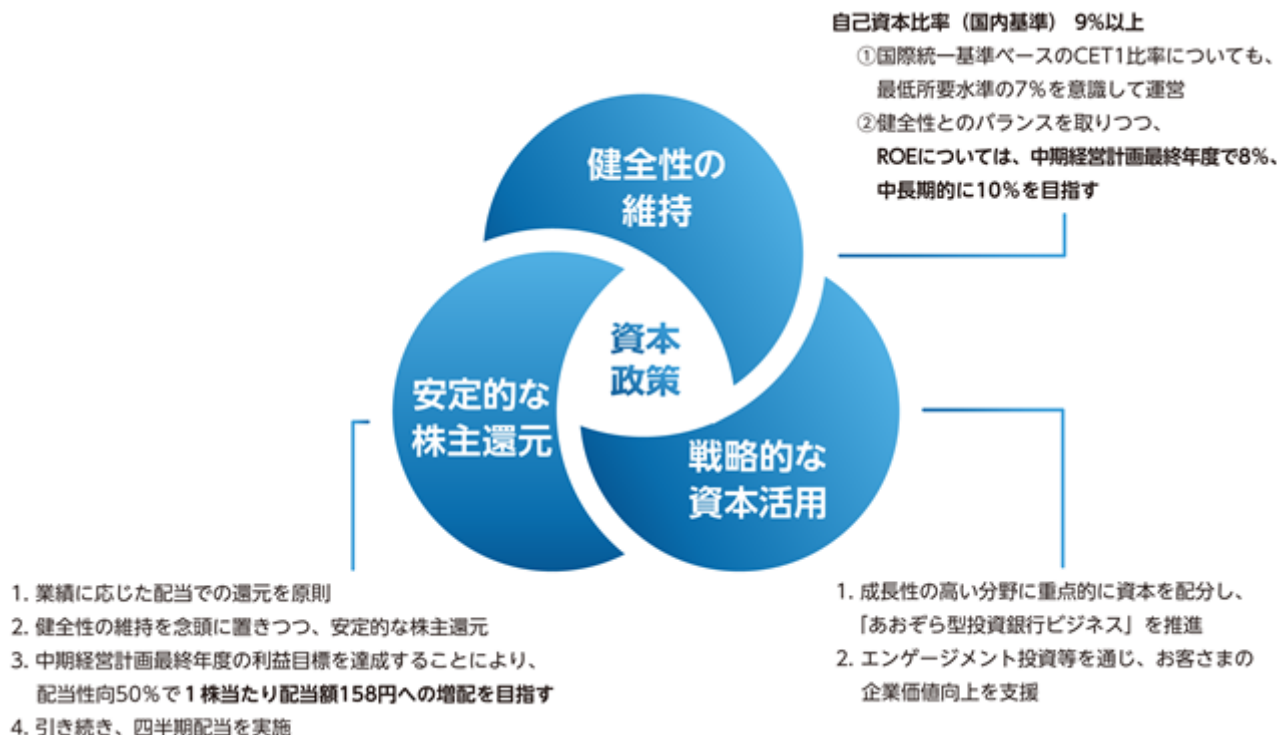 自己資本比率（国内基準） 9%以上
①国際統一基準ベースのCET1比率についても、
最低所要水準の7％を意識して運営
②健全性とのバランスを取りつつ、
ROEについては、中期経営計画最終年度で8％、
中長期的に10％を目指す
健全性の
維持
資本
政策
安定的な
株主還元
戦略的な
資本活用
1. 業績に応じた配当での還元を原則
2. 健全性の維持を念頭に置きつつ、安定的な株主還元
3. 中期経営計画最終年度の利益目標を達成することにより、
配当性向50％で１株当たり配当額158円への増配を目指す
4. 引き続き、四半期配当を実施
1. 成長性の高い分野に重点的に資本を配分し、
「あおぞら型投資銀行ビジネス」を推進
2. エンゲージメント投資等を通じ、お客さまの
企業価値向上を支援